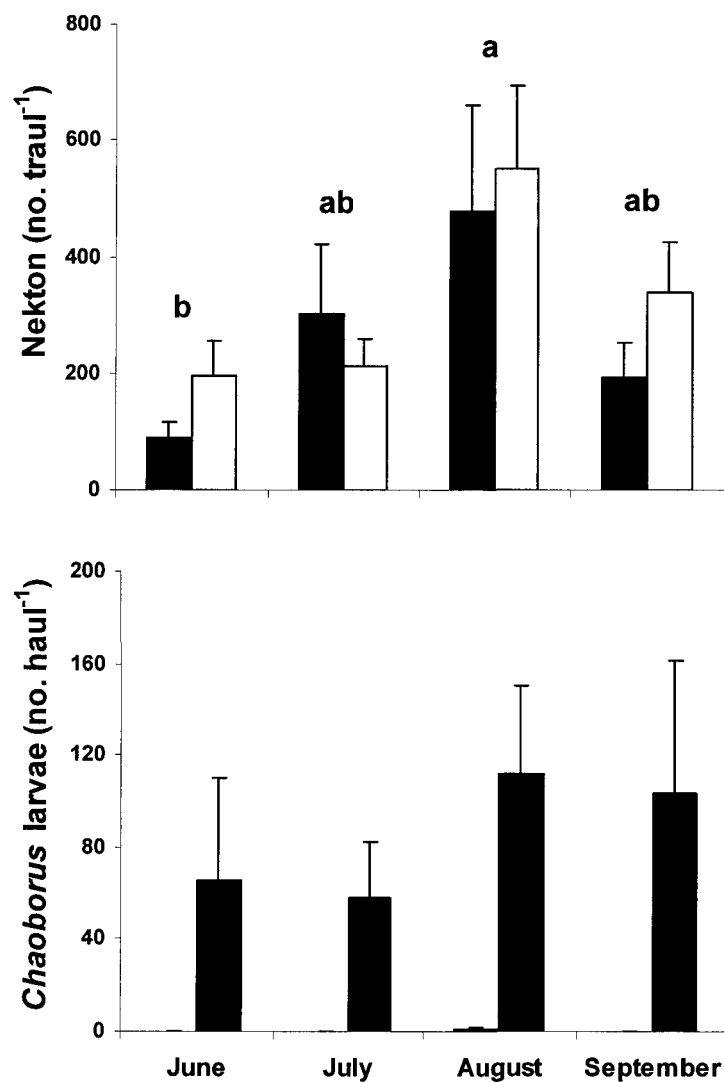 Nekton (no. traul-1)
800
600
400
200
0
b
ab
a
ab
Chaoborus larvae (no. haul-1)
200
160
120
80
40
0
June July August September